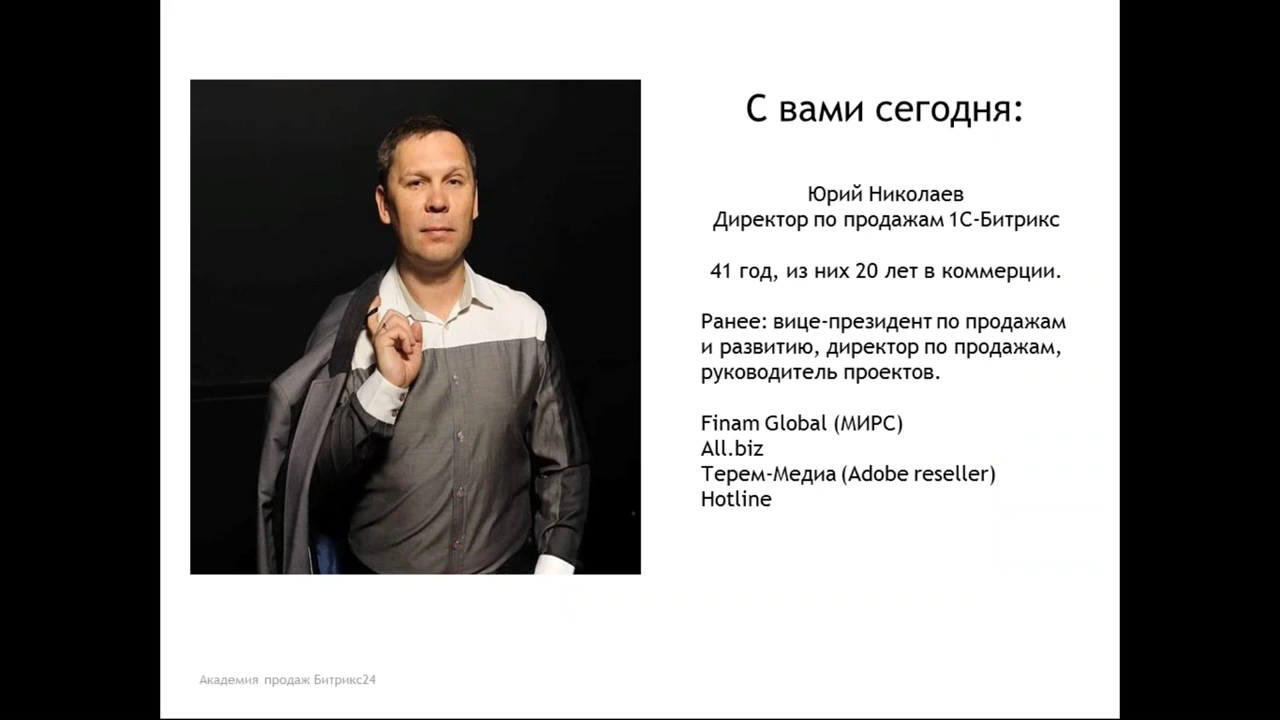 С вами сегодня:
Юрий Николаев
Директор по продажам 1С-Битрикс
41 год, из них 20 лет в коммерции.
Ранее: вице-президент по продажам
и развитию, директор по продажам,
руководитель проектов.
Finam Global (МИРС)
All.biz
Терем-Медиа (Adobe reseller)
Hotline
Академия продаж Битрикс24